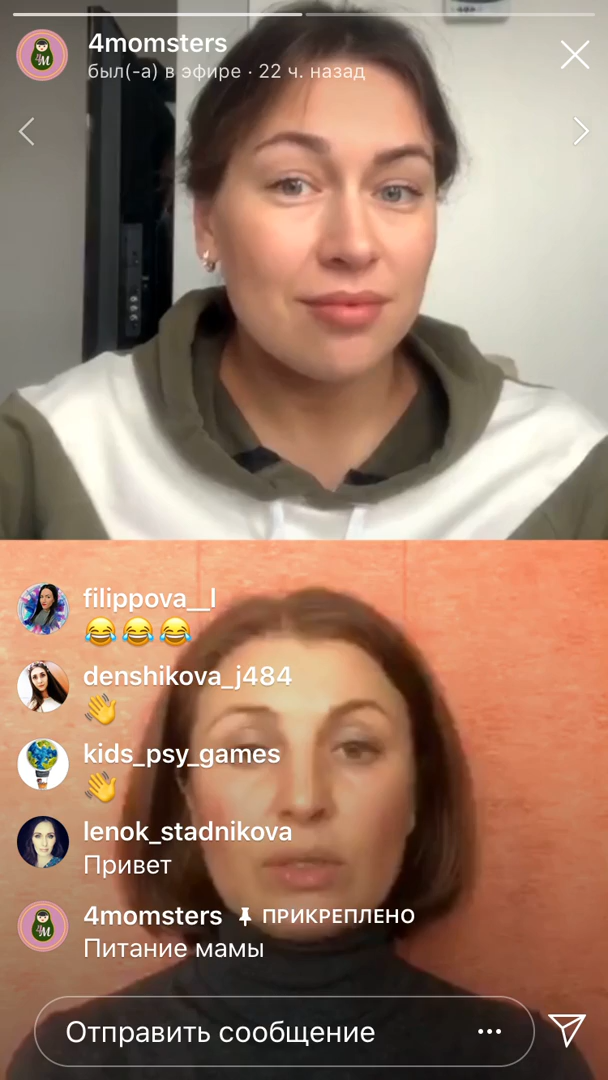 4momsters
был(-а) в эфире · 22 ч. назад
filippova__l
😂😂😂
denshikova_j484
👋
kids_psy_games
👋
lenok_stadnikova
Привет
4momsters ПРИКРЕПЛЕНО
Питание мамы
Отправить сообщение